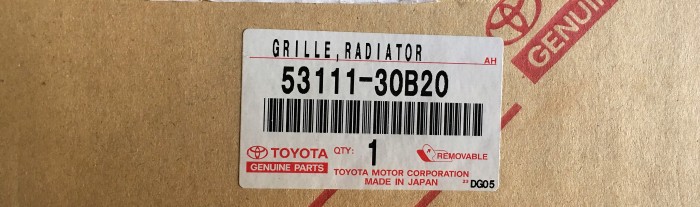 GRILLE, RADIATOR
AH
53111-30B20
TOYOTA
GENUINE PARTS
QTY: 1
REMOVABLE
TOYOTA MOTOR CORPORATION
MADE IN JAPAN
DG05
TOYOTA
GENUINE